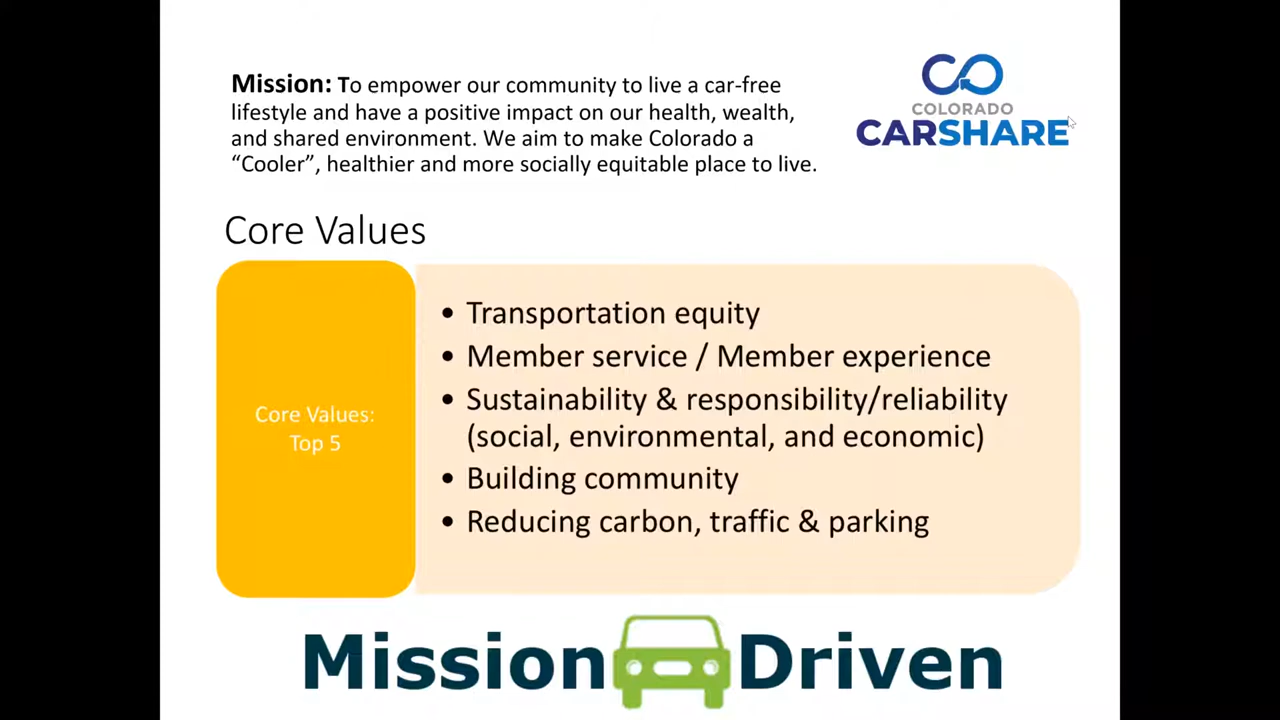 Mission: To empower our community to live a car-free
lifestyle and have a positive impact on our health, wealth,
and shared environment. We aim to make Colorado a
“Cooler”, healthier and more socially equitable place to live.
CO
COLORADO
CARSHARE
Core Values
Core Values:
Top 5
• Transportation equity
• Member service / Member experience
• Sustainability & responsibility/reliability
(social, environmental, and economic)
• Building community
• Reducing carbon, traffic & parking
Mission Driven